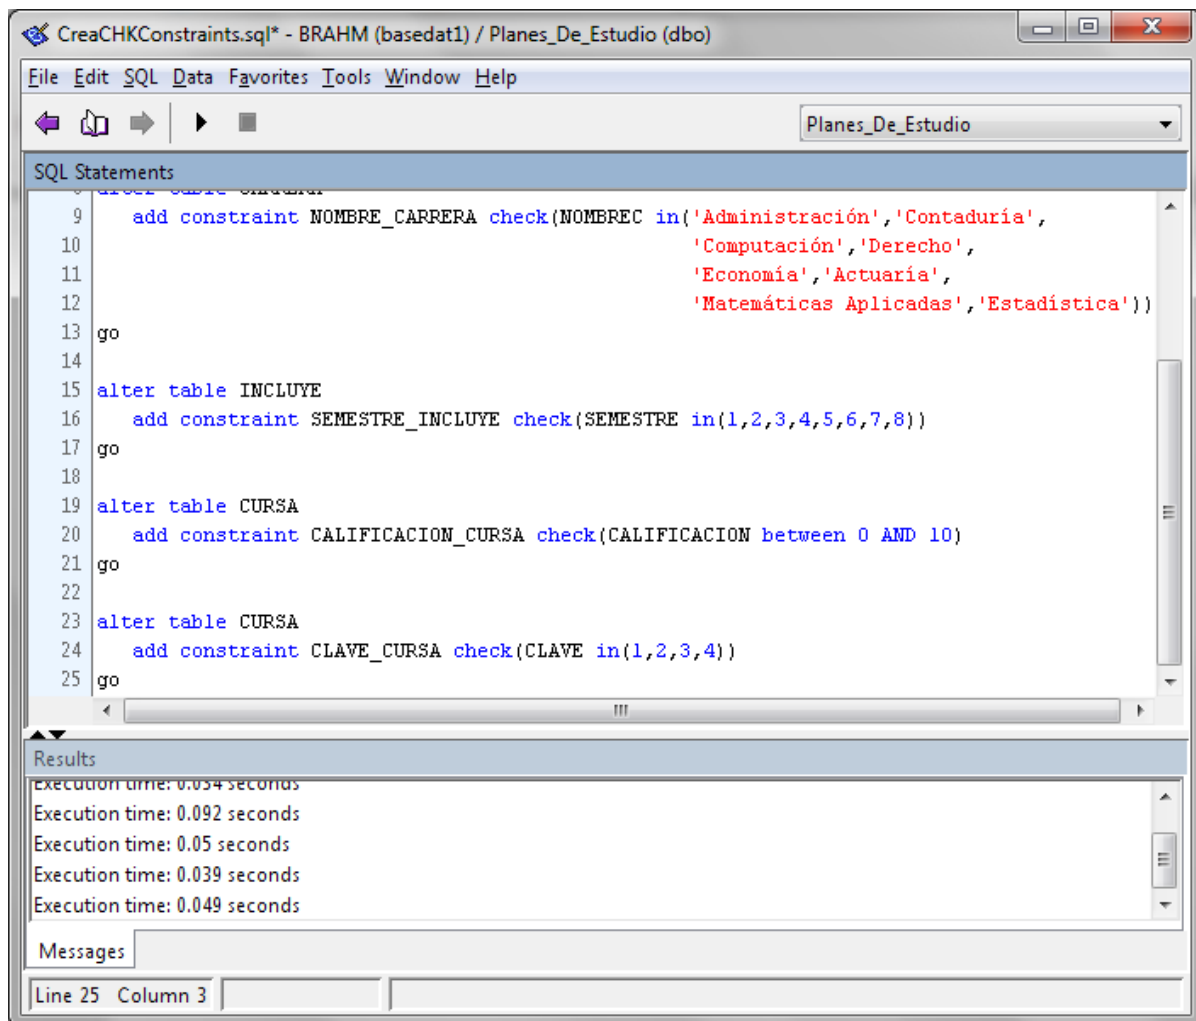 CreaCHKConstraints.sql* - BRAHM (basedat1) / Planes_De_Estudio (dbo)
File Edit SQL Data Favorites Tools Window Help
Planes_De_Estudio
SQL Statements
9 add constraint NOMBRE_CARRERA check(NOMBREC in('Administración','Contaduría',
10 'Computación','Derecho',
11 'Economía','Actuaría',
12 'Matemáticas Aplicadas','Estadística'))
13 go
14
15 alter table INCLUYE
16 add constraint SEMESTRE_INCLUYE check(SEMESTRE in(1,2,3,4,5,6,7,8))
17 go
18
19 alter table CURSA
20 add constraint CALIFICACION_CURSA check(CALIFICACION between 0 AND 10)
21 go
22
23 alter table CURSA
24 add constraint CLAVE_CURSA check(CLAVE in(1,2,3,4))
25 go
Results
Execution time: 0.034 seconds
Execution time: 0.092 seconds
Execution time: 0.05 seconds
Execution time: 0.039 seconds
Execution time: 0.049 seconds
Messages
Line 25 Column 3